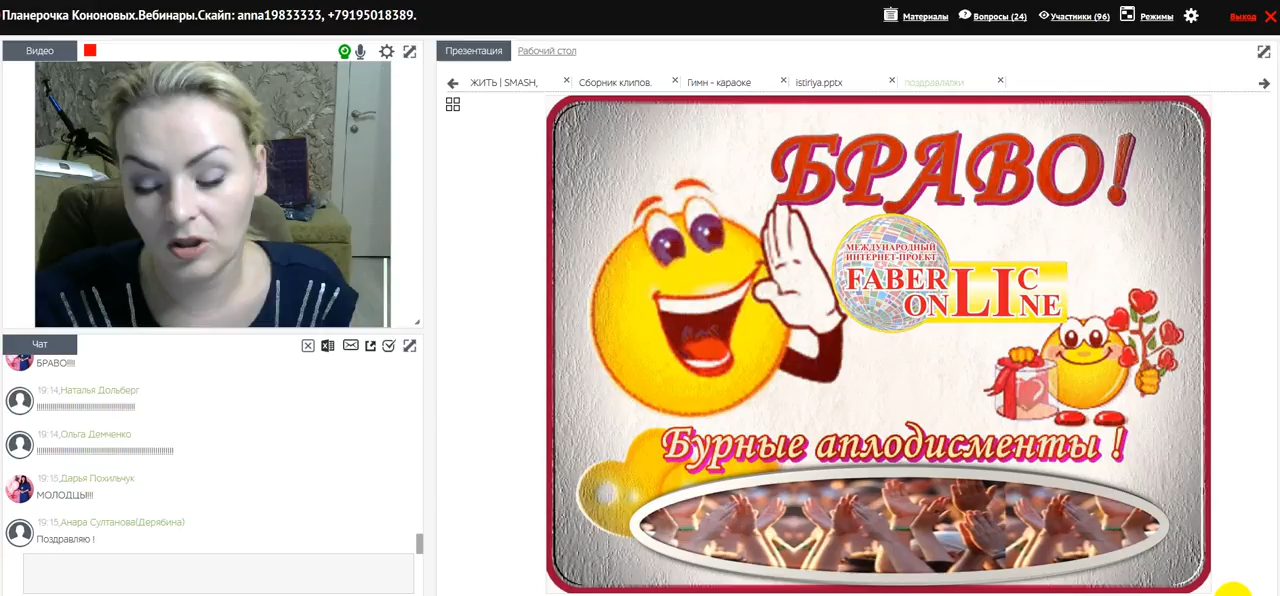 Планерочка Кононовых.Вебинары.Скайп: anna19833333, +79195018389.
Материалы
Вопросы (24)
Участники (96)
Режимы
Выход
Видео
Презентация
Рабочий стол
ЖИТЬ | SMASH,
Сборник клипов.
Гимн - караоке
istiriya.pptx
поздравлялки
БРАВО!
МЕЖДУНАРОДНЫЙ
ИНТЕРНЕТ-ПРОЕКТ
FABERLIC
ONLINE
Бурные аплодисменты !
Чат
БРАВО!!!!
19:14,Наталья Дольберг
19:14,Ольга Демченко
19:15,Дарья Похильчук
МОЛОДЦЫ!!!
19:15,Анара Султанова(Дерябина)
Поздравляю !